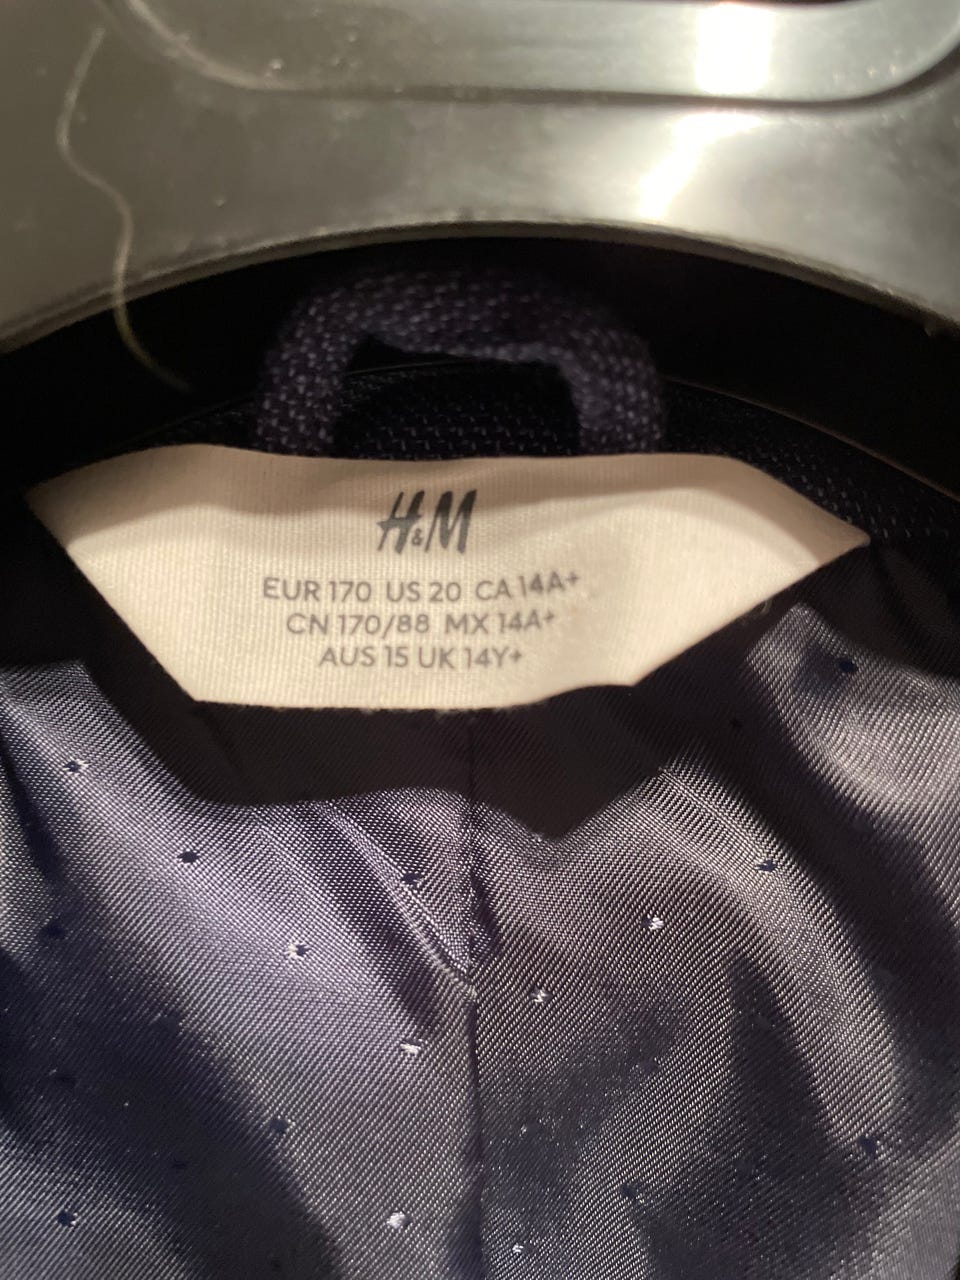 H&M
EUR 170 US 20 CA 14A+
CN 170/88 MX 14A+
AUS 15 UK 14Y+